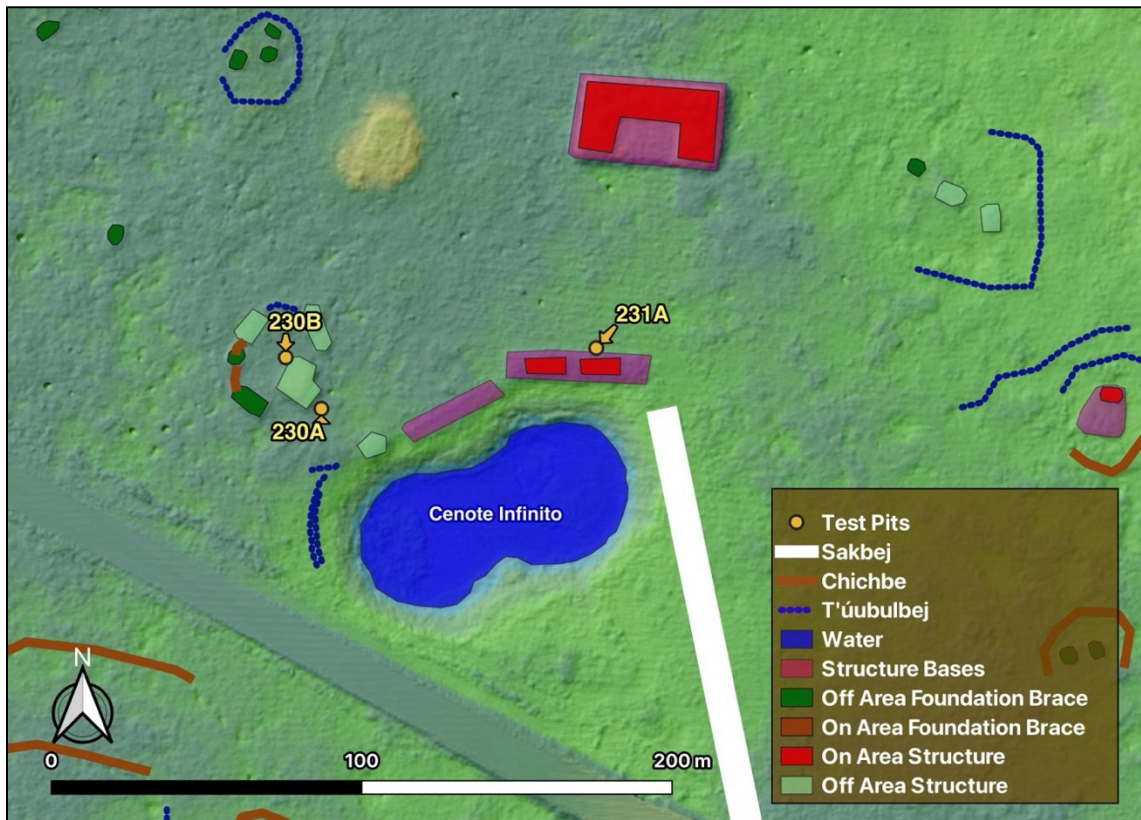 231A
230B
230A
Cenote Infinito
Test Pits
Sakbej
Chichbe
T'úubulbej
Water
Structure Bases
Off Area Foundation Brace
On Area Foundation Brace
On Area Structure
Off Area Structure
N
0 100 200 m